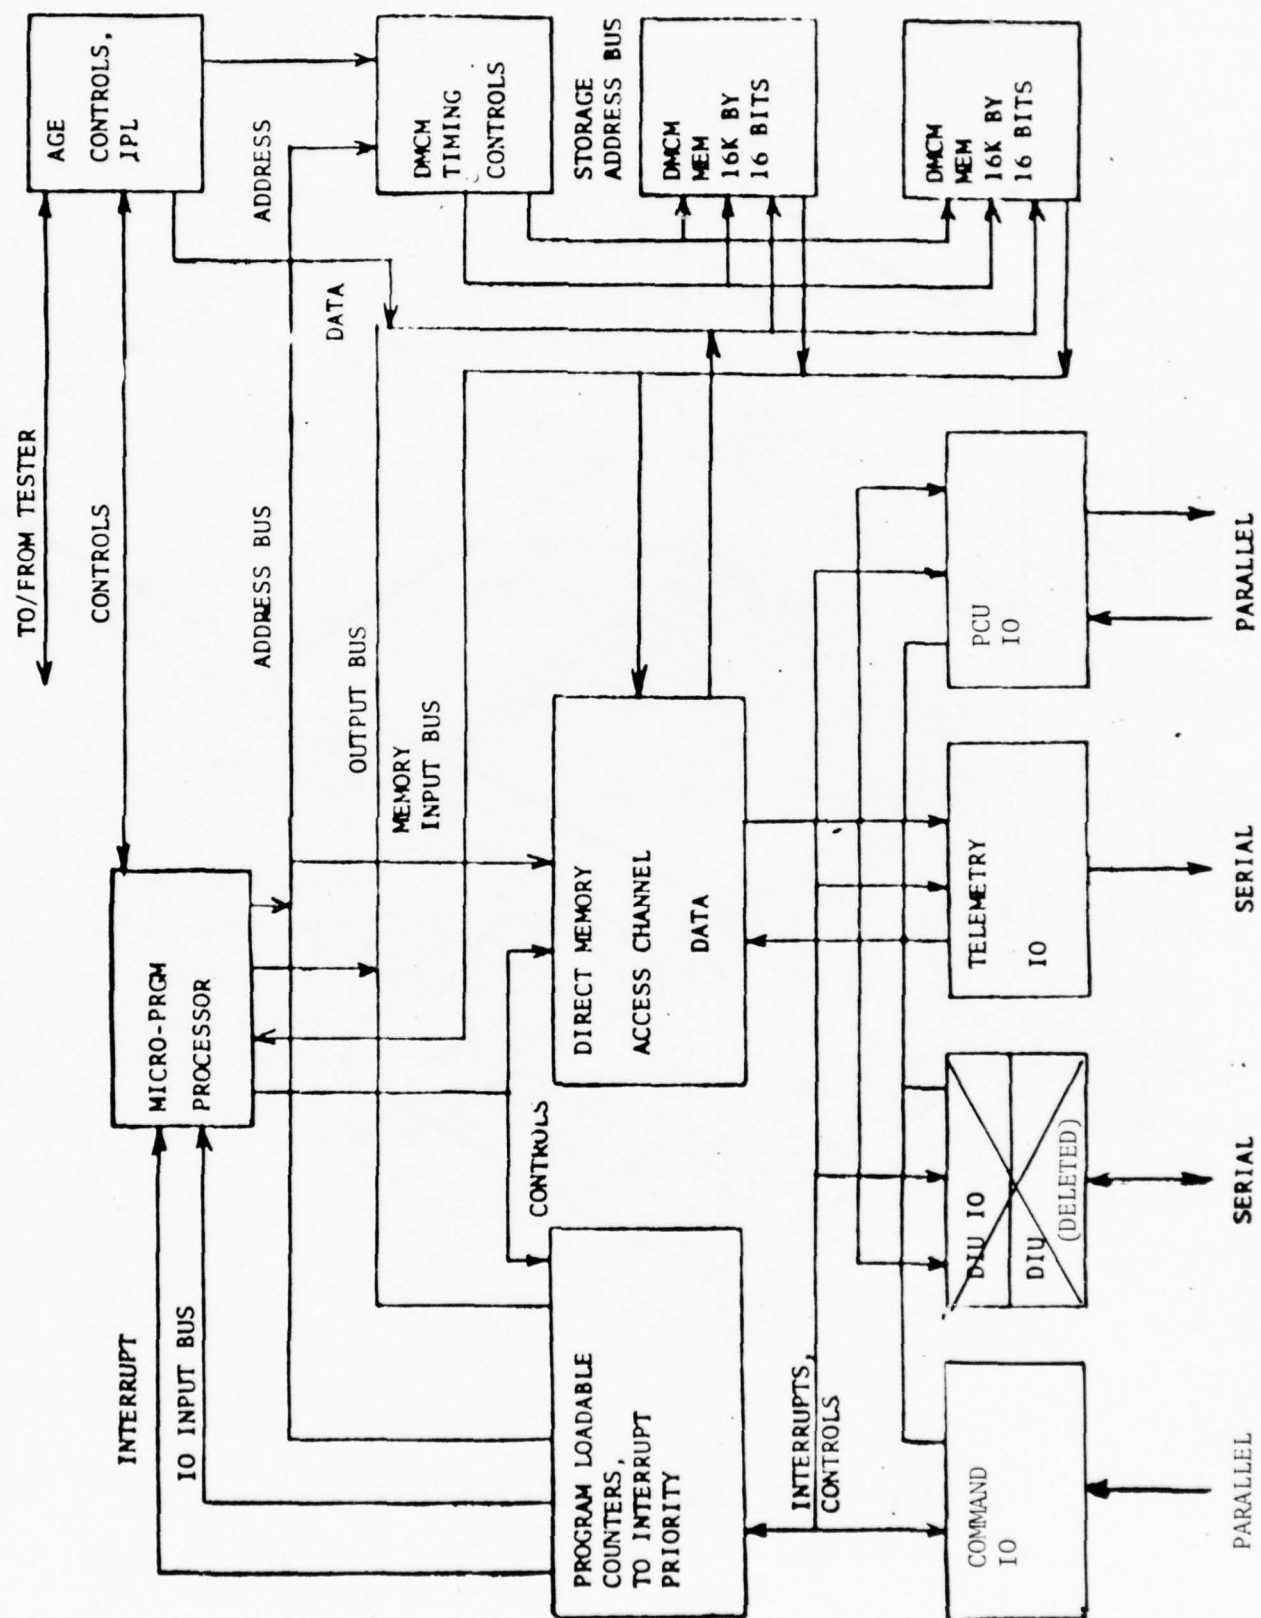 TO/FROM TESTER
AGE
CONTROLS,
IPL
CONTROLS
INTERRUPT
IO INPUT BUS
MICRO-PRGM
PROCESSOR
ADDRESS BUS
ADDRESS
DATA
OUTPUT BUS
MEMORY
INPUT BUS
DMCM
TIMING
CONTROLS
STORAGE
ADDRESS BUS
DMCM
MEM
16K BY
16 BITS
DMCM
MEM
16K BY
16 BITS
CONTROLS
PROGRAM LOADABLE
COUNTERS,
TO INTERRUPT
PRIORITY
DIRECT MEMORY
ACCESS CHANNEL
DATA
INTERRUPTS,
CONTROLS
COMMAND
IO
DIU IO
DIU
(DELETED)
TELEMETRY
IO
PCU
IO
PARALLEL
SERIAL
SERIAL
PARALLEL